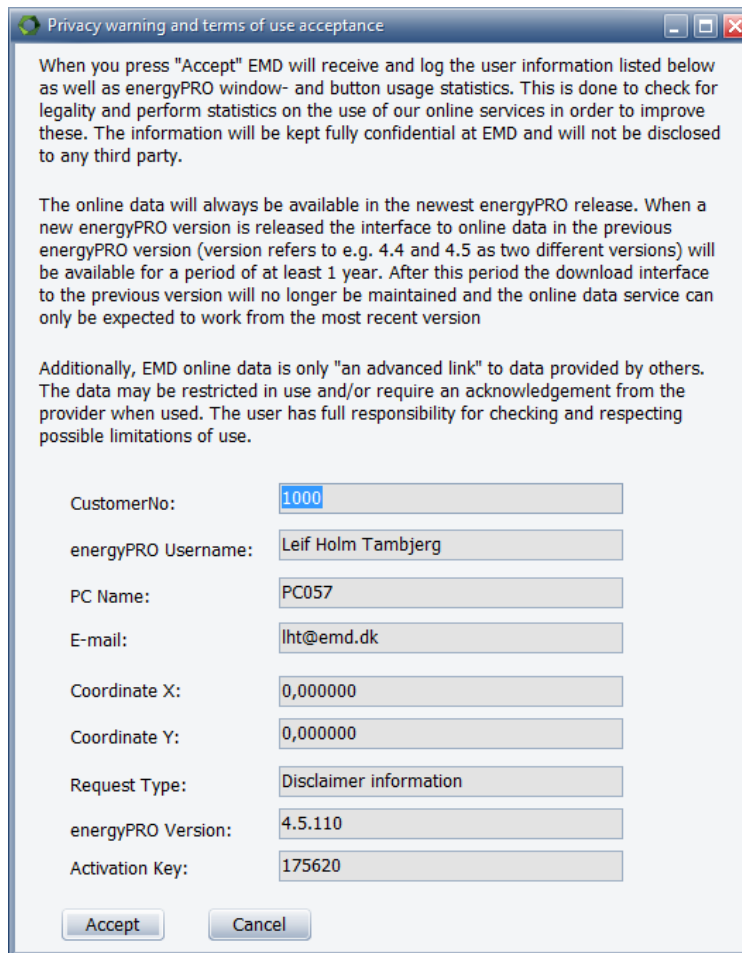 Privacy warning and terms of use acceptance
When you press "Accept" EMD will receive and log the user information listed below
as well as energyPRO window- and button usage statistics. This is done to check for
legality and perform statistics on the use of our online services in order to improve
these. The information will be kept fully confidential at EMD and will not be disclosed
to any third party.
The online data will always be available in the newest energyPRO release. When a
new energyPRO version is released the interface to online data in the previous
energyPRO version (version refers to e.g. 4.4 and 4.5 as two different versions) will
be available for a period of at least 1 year. After this period the download interface
to the previous version will no longer be maintained and the online data service can
only be expected to work from the most recent version
Additionally, EMD online data is only "an advanced link" to data provided by others.
The data may be restricted in use and/or require an acknowledgement from the
provider when used. The user has full responsibility for checking and respecting
possible limitations of use.
CustomerNo: 1000
energyPRO Username: Leif Holm Tambjerg
PC Name: PC057
E-mail: lht@emd.dk
Coordinate X: 0,000000
Coordinate Y: 0,000000
Request Type: Disclaimer information
energyPRO Version: 4.5.110
Activation Key: 175620
Accept Cancel